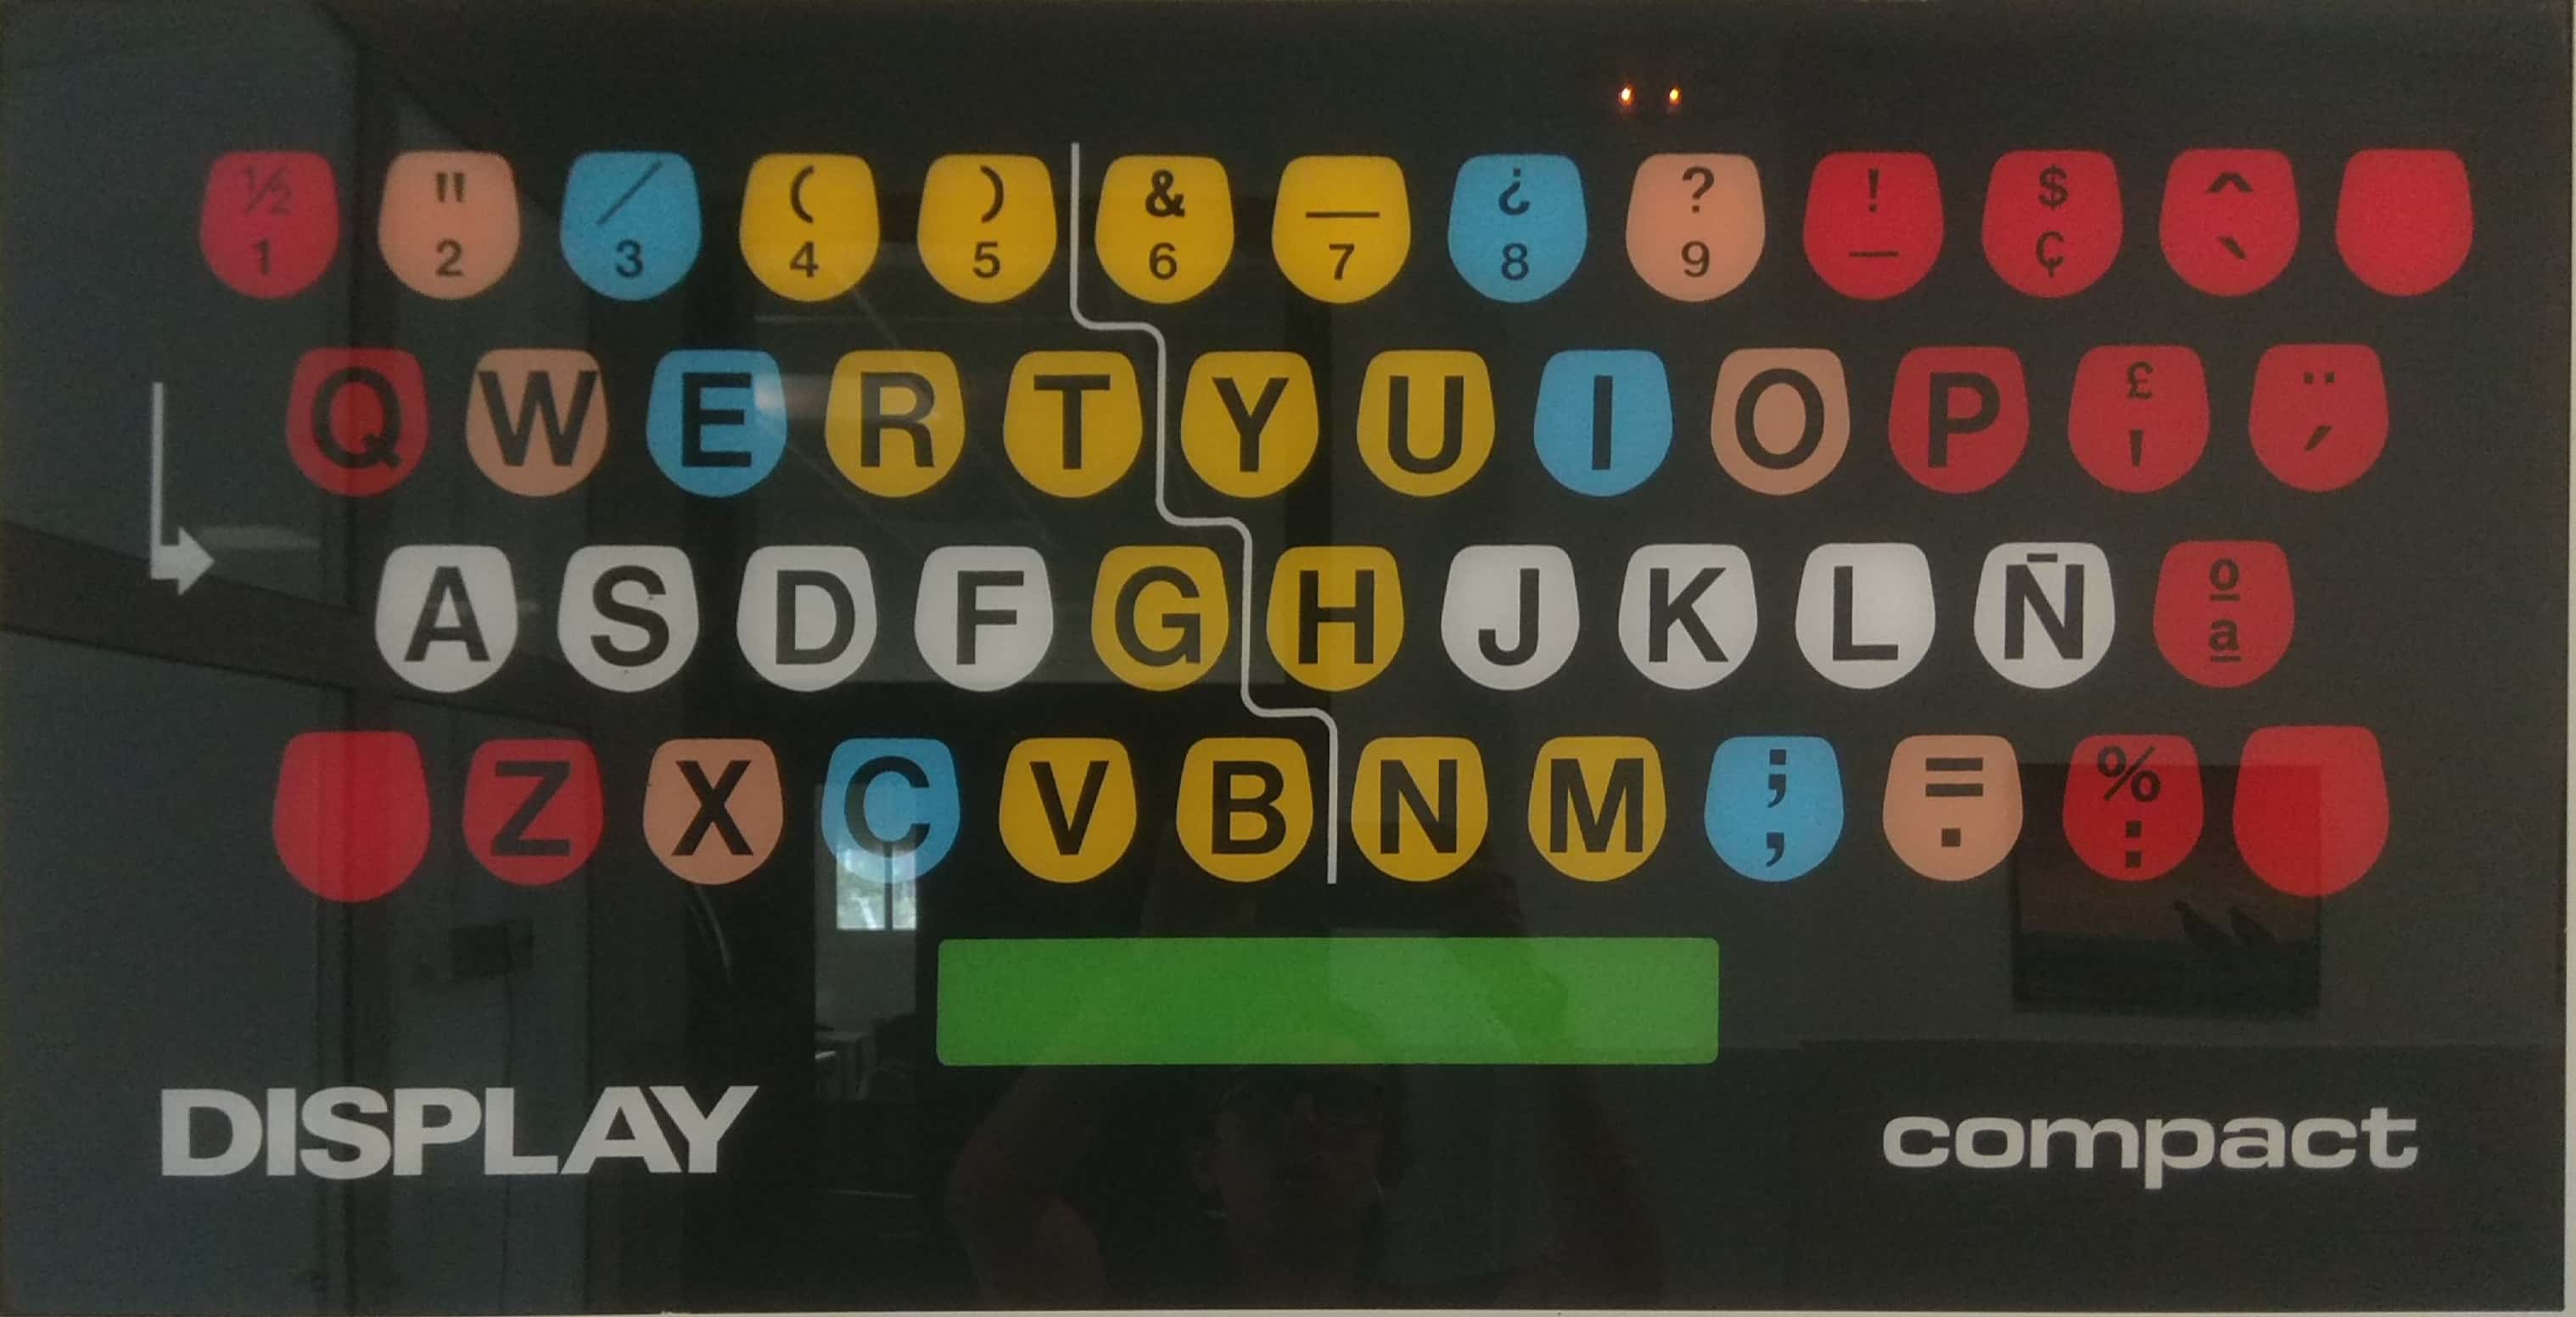 ½ " / ( ) & _ ¿ ? ! $ ^
1 2 3 4 5 6 7 8 9 — ç `
Q W E R T Y U I O P £ ¨
' ´
A S D F G H J K L Ñ º
ª
Z X C V B N M ; = %
, . :
DISPLAY compact